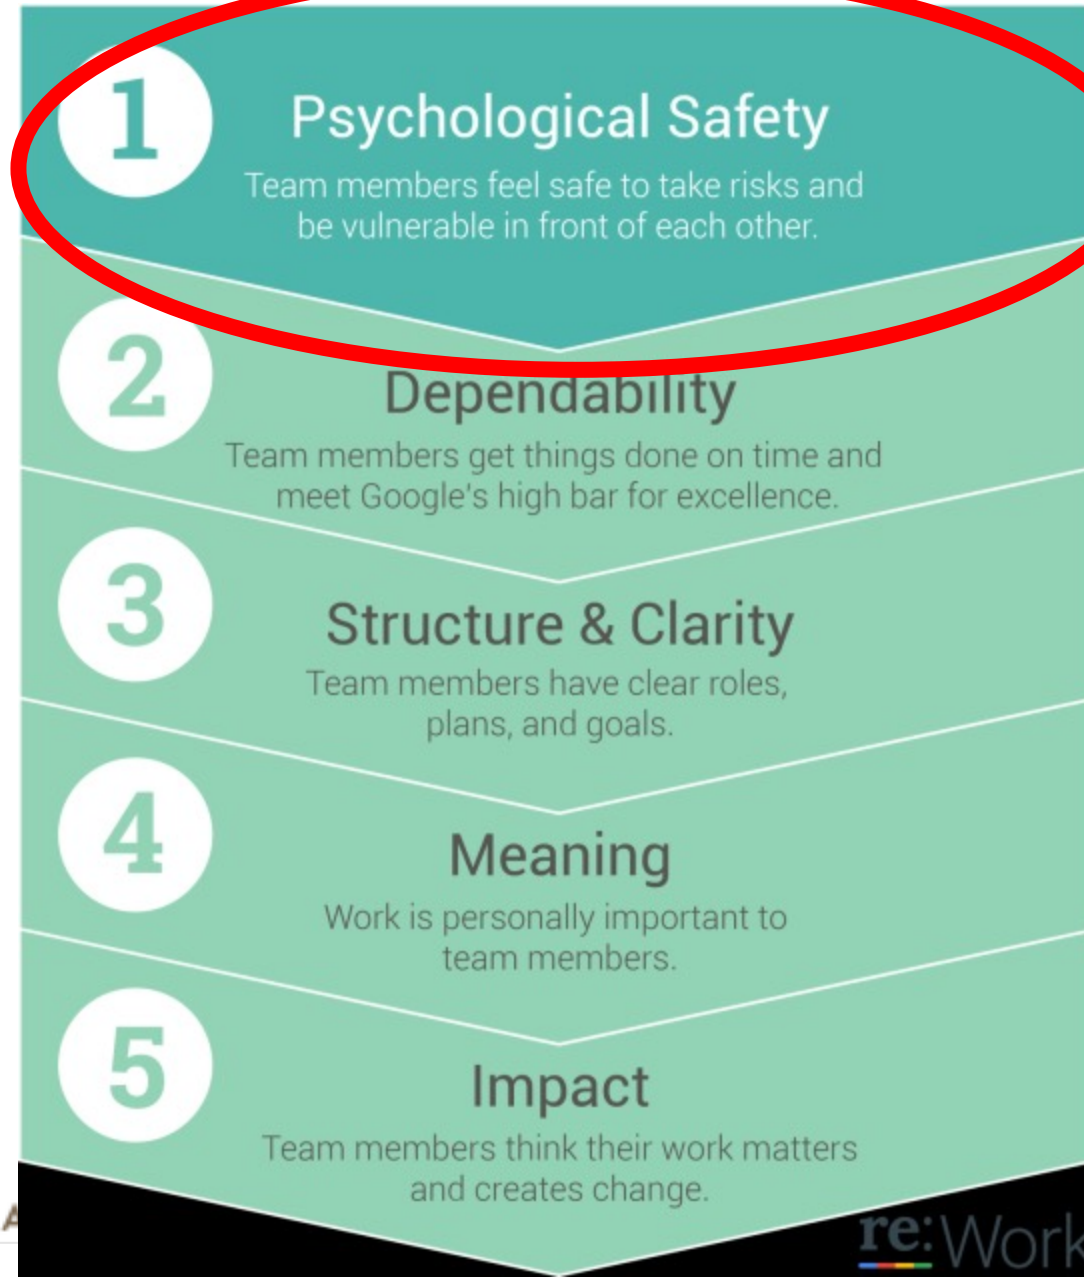 1
Psychological Safety
Team members feel safe to take risks and
be vulnerable in front of each other.
2
Dependability
Team members get things done on time and
meet Google's high bar for excellence.
3
Structure & Clarity
Team members have clear roles,
plans, and goals.
4
Meaning
Work is personally important to
team members.
5
Impact
Team members think their work matters
and creates change.
A
re:Work